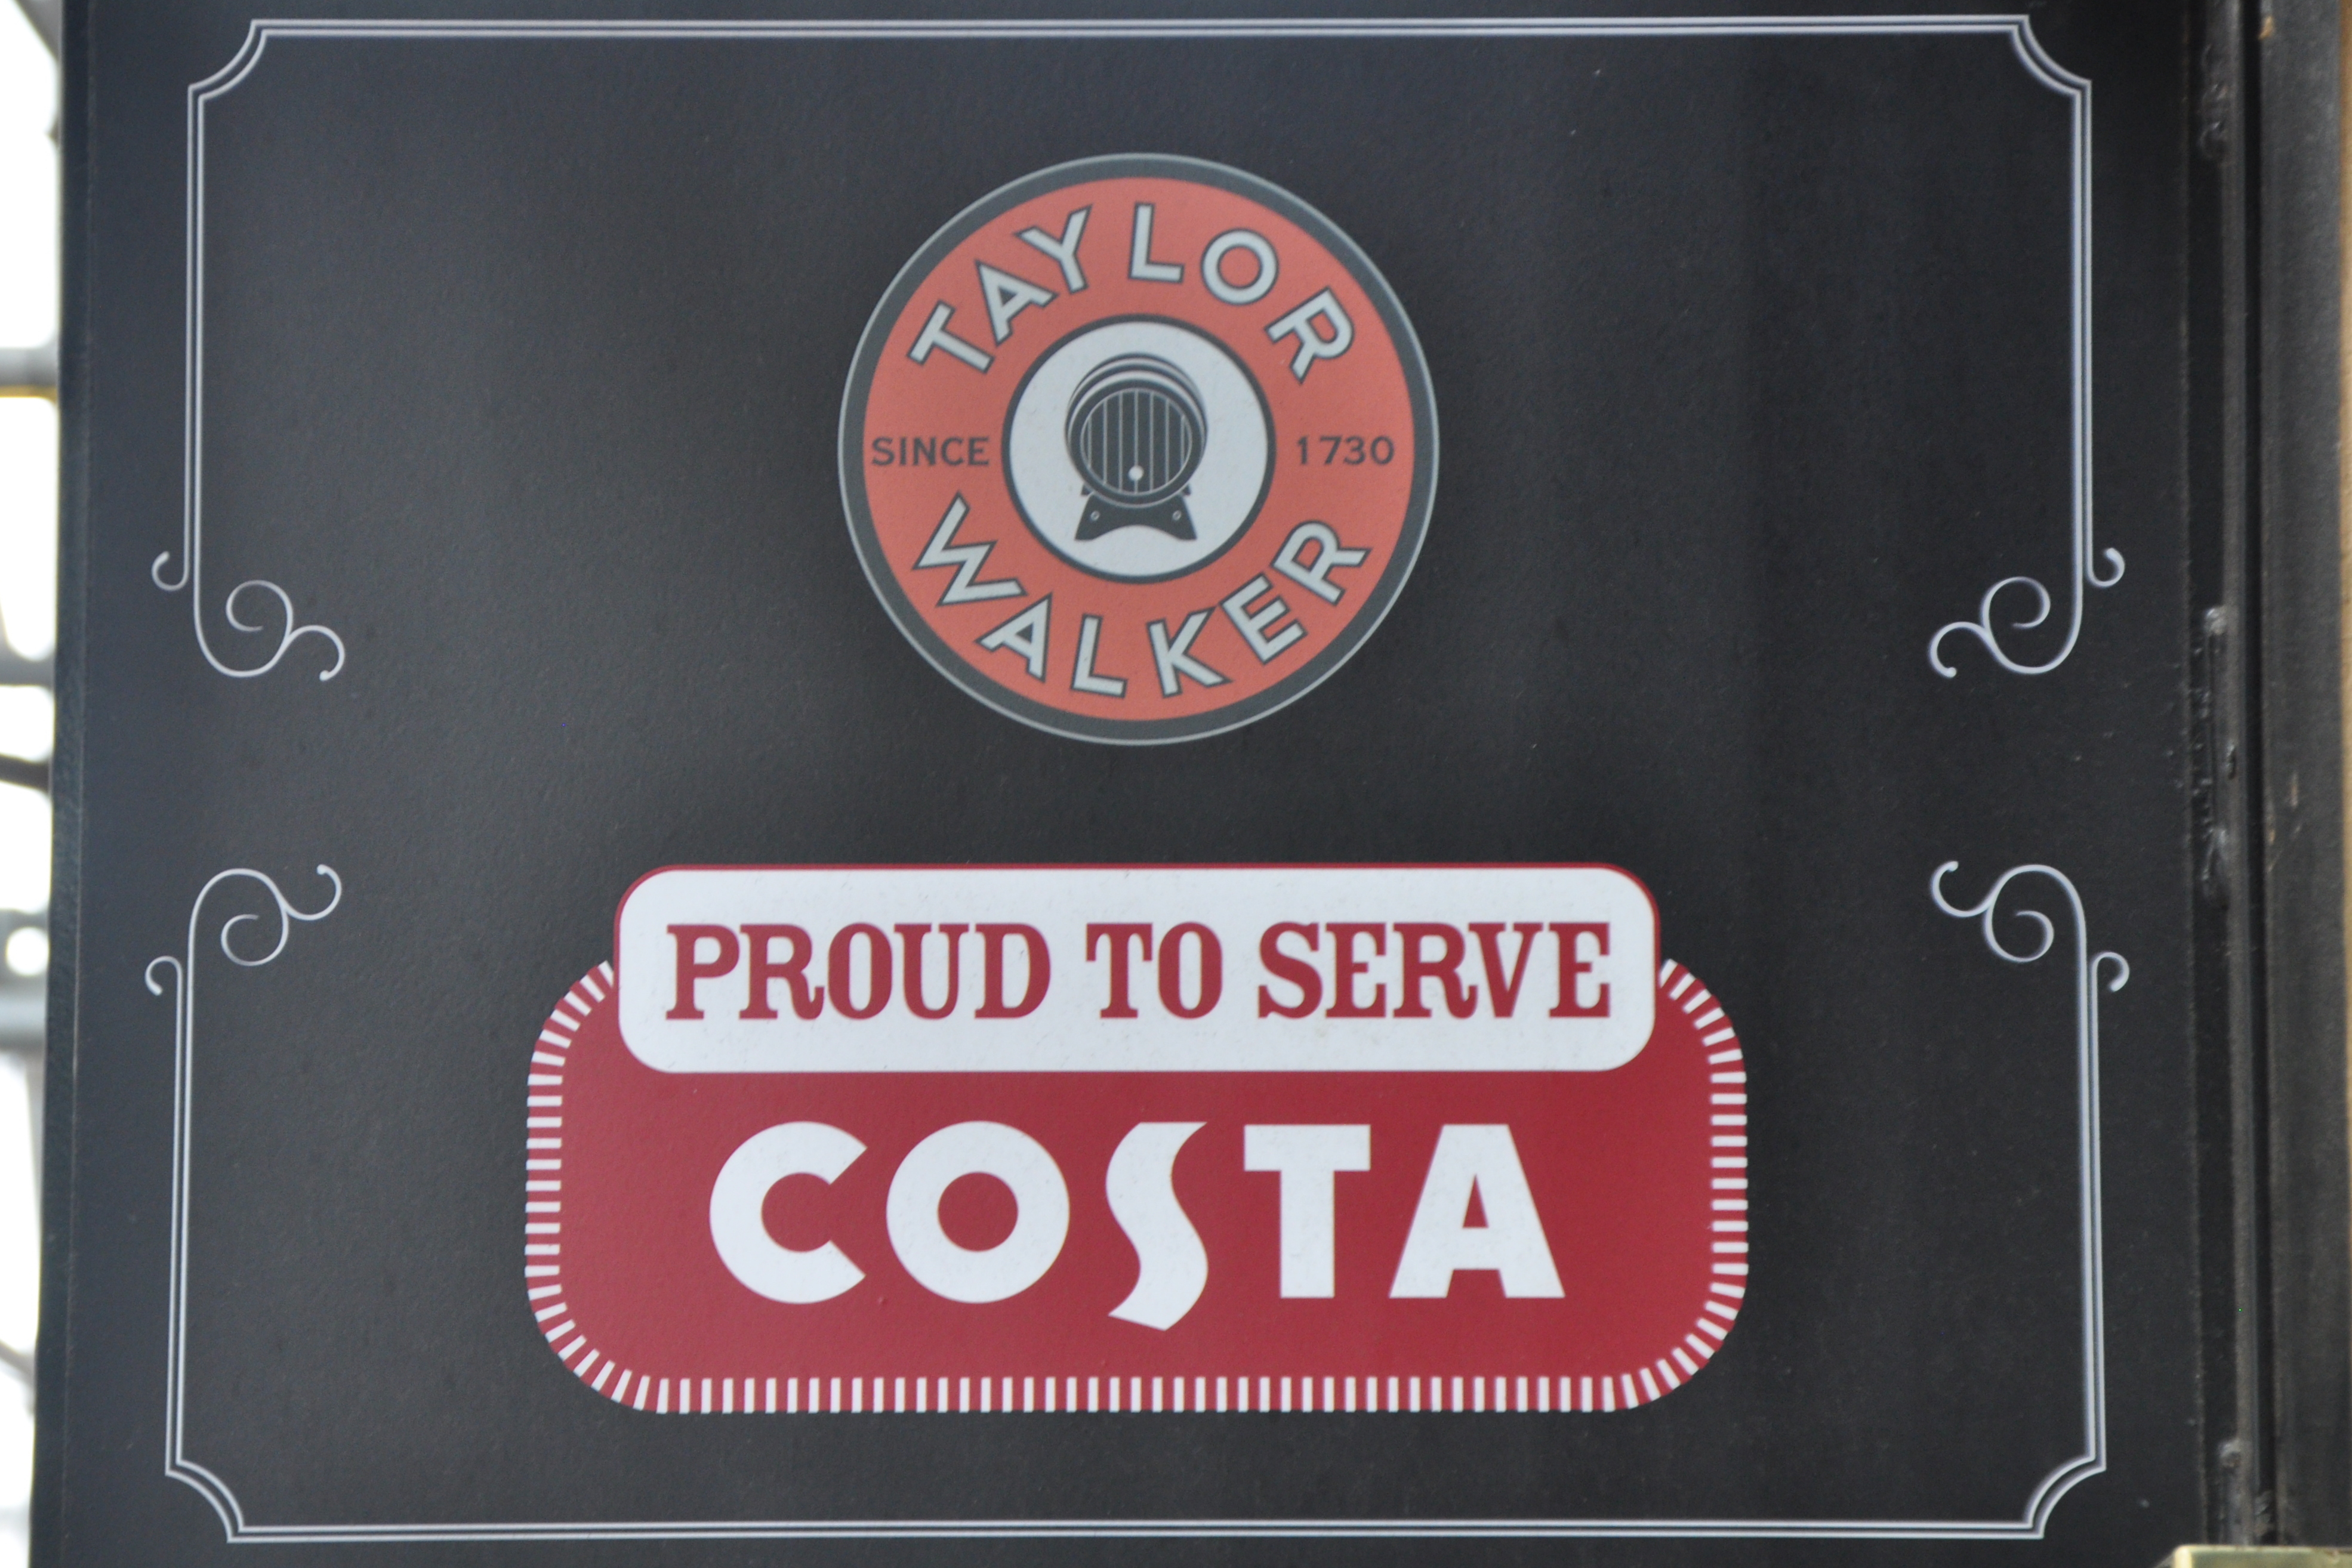 TAYLOR
SINCE 1730
WALKER
PROUD TO SERVE
COSTA